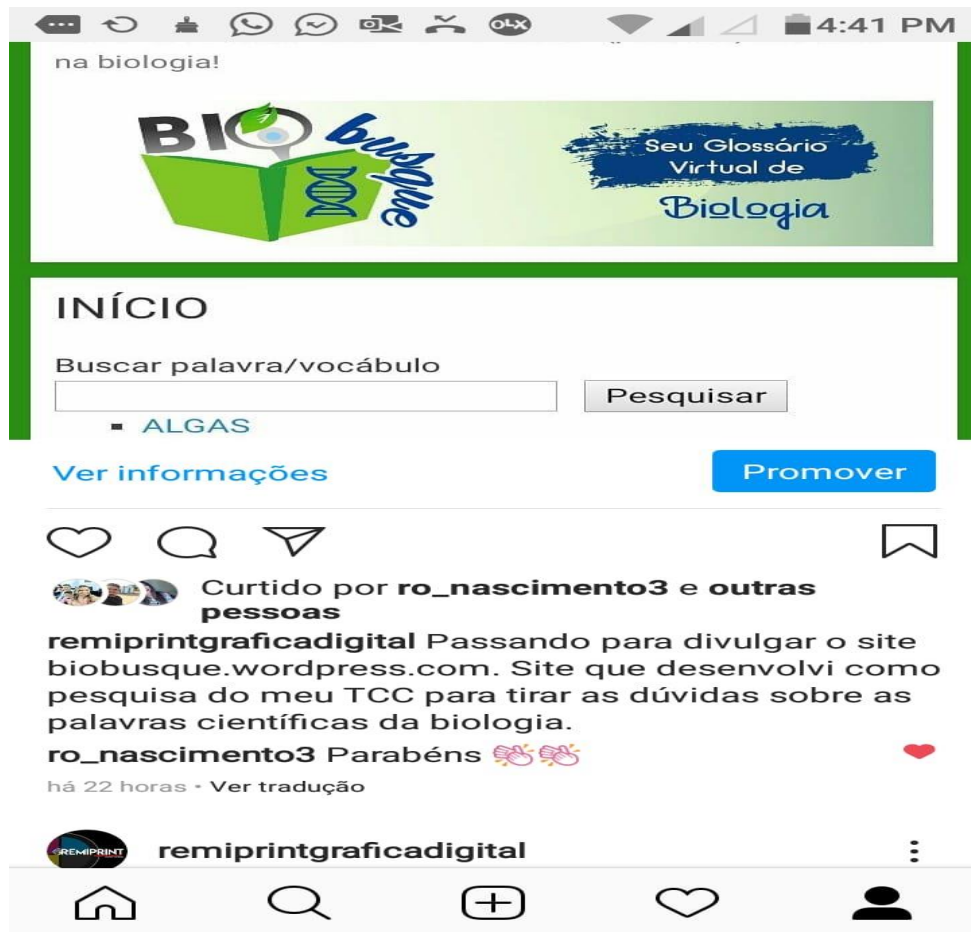 OLX
4:41 PM
na biologia!
BIO busque
Seu Glossário
Virtual de
Biologia
INÍCIO
Buscar palavra/vocábulo
Pesquisar
ALGAS
Ver informações
Promover
Curtido por ro_nascimento3 e outras
pessoas
remiprintgraficadigital Passando para divulgar o site
biobusque.wordpress.com. Site que desenvolvi como
pesquisa do meu TCC para tirar as dúvidas sobre as
palavras científicas da biologia.
ro_nascimento3 Parabéns 👏👏
há 22 horas • Ver tradução
REMIPRINT
remiprintgraficadigital